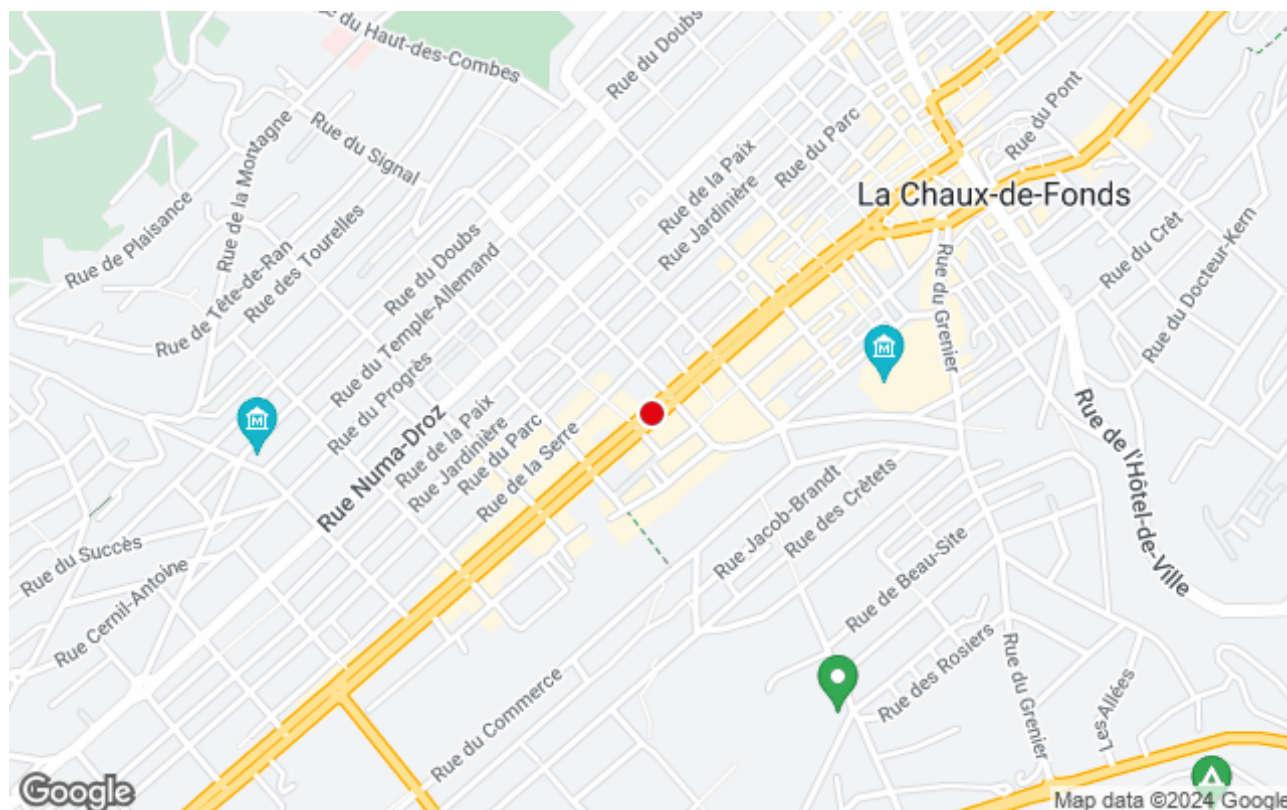 Rue du Haut-des-Combes
Rue du Doubs
Rue du Pont
Rue du Parc
Rue de la Paix
Rue Jardinière
La Chaux-de-Fonds
Rue du Signal
Rue de la Montagne
Rue de Plaisance
Rue de Tête-de-Ran
Rue des Tourelles
Rue du Doubs
Rue du Temple-Allemand
Rue du Progrès
Rue du Crêt
Rue du Docteur-Kern
Rue du Grenier
M
M
Rue Numa-Droz
Rue de la Paix
Rue Jardinière
Rue du Parc
Rue de la Serre
Rue de l'Hôtel-de-Ville
Rue Jacob-Brandt
Rue des Crêtets
Rue de Beau-Site
Rue du Succès
Rue Cernil-Antoine
Rue des Rosiers
Rue du Grenier
Les Allées
Rue du Commerce
Google
Map data ©2024 Google